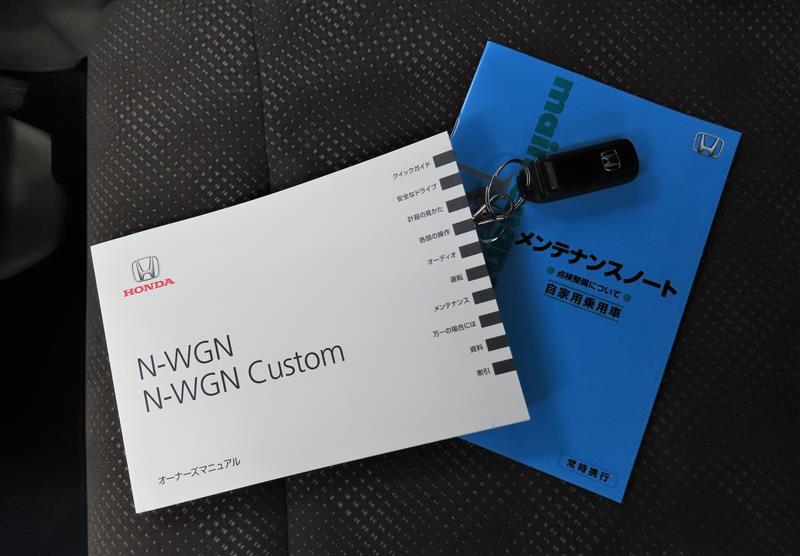 HONDA
N-WGN
N-WGN Custom
オーナーズマニュアル
クイックガイド
安全なドライブ
計器の見かた
各部の操作
オーディオ
運転
メンテナンス
万一の場合には
資料
索引
メンテナンスノート
点検整備について
自家用乗用車
常時携行